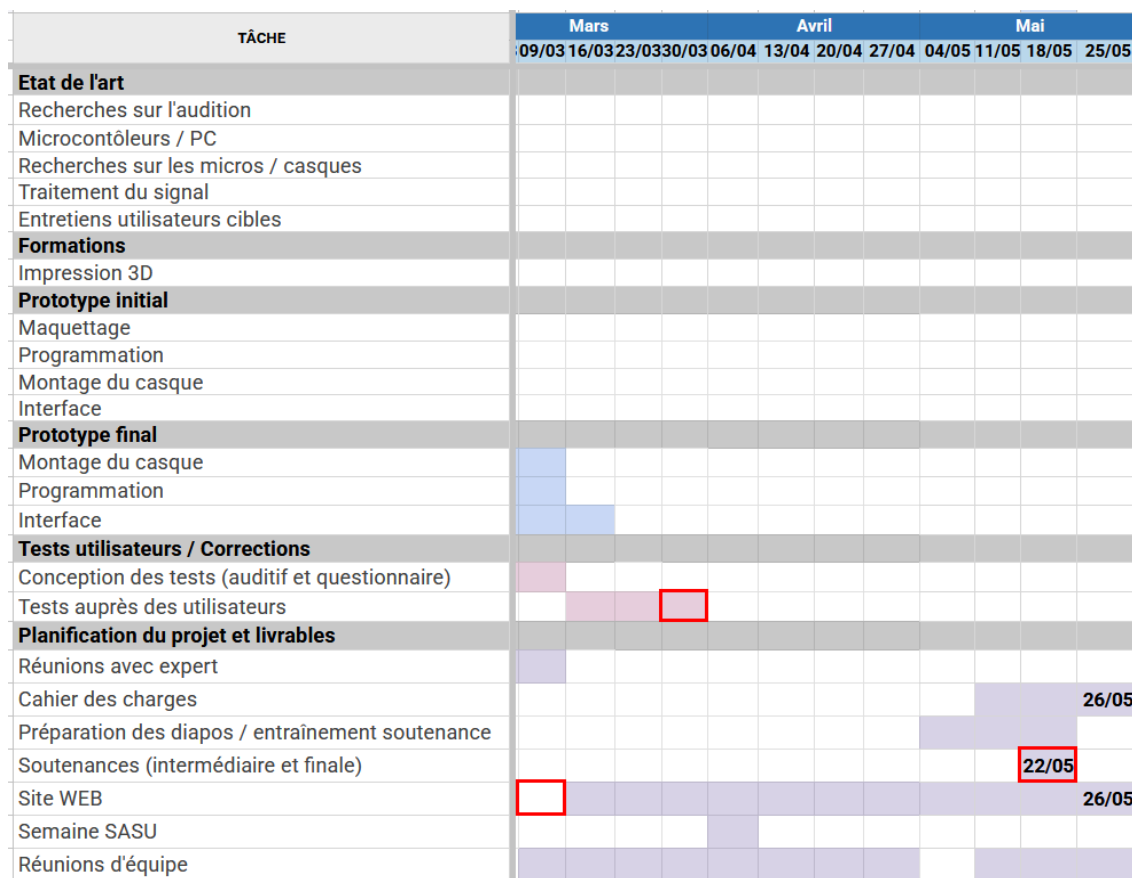 TÂCHE
Mars Avril Mai
09/03 16/03 23/03 30/03 06/04 13/04 20/04 27/04 04/05 11/05 18/05 25/05
Etat de l'art
Recherches sur l'audition
Microcontôleurs / PC
Recherches sur les micros / casques
Traitement du signal
Entretiens utilisateurs cibles
Formations
Impression 3D
Prototype initial
Maquettage
Programmation
Montage du casque
Interface
Prototype final
Montage du casque
Programmation
Interface
Tests utilisateurs / Corrections
Conception des tests (auditif et questionnaire)
Tests auprès des utilisateurs
Planification du projet et livrables
Réunions avec expert
Cahier des charges 26/05
Préparation des diapos / entraînement soutenance
Soutenances (intermédiaire et finale) 22/05
Site WEB 26/05
Semaine SASU
Réunions d'équipe